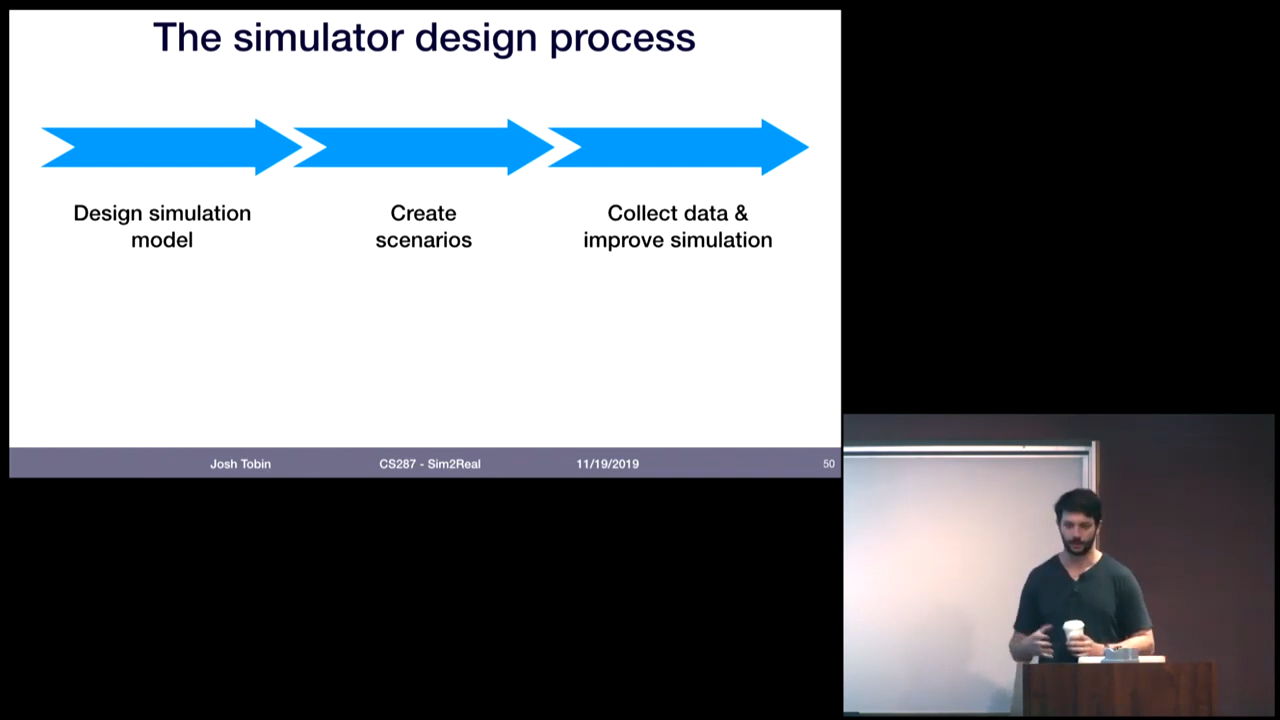 The simulator design process
Design simulation
model
Create
scenarios
Collect data &
improve simulation
Josh Tobin
CS287 - Sim2Real
11/19/2019
50